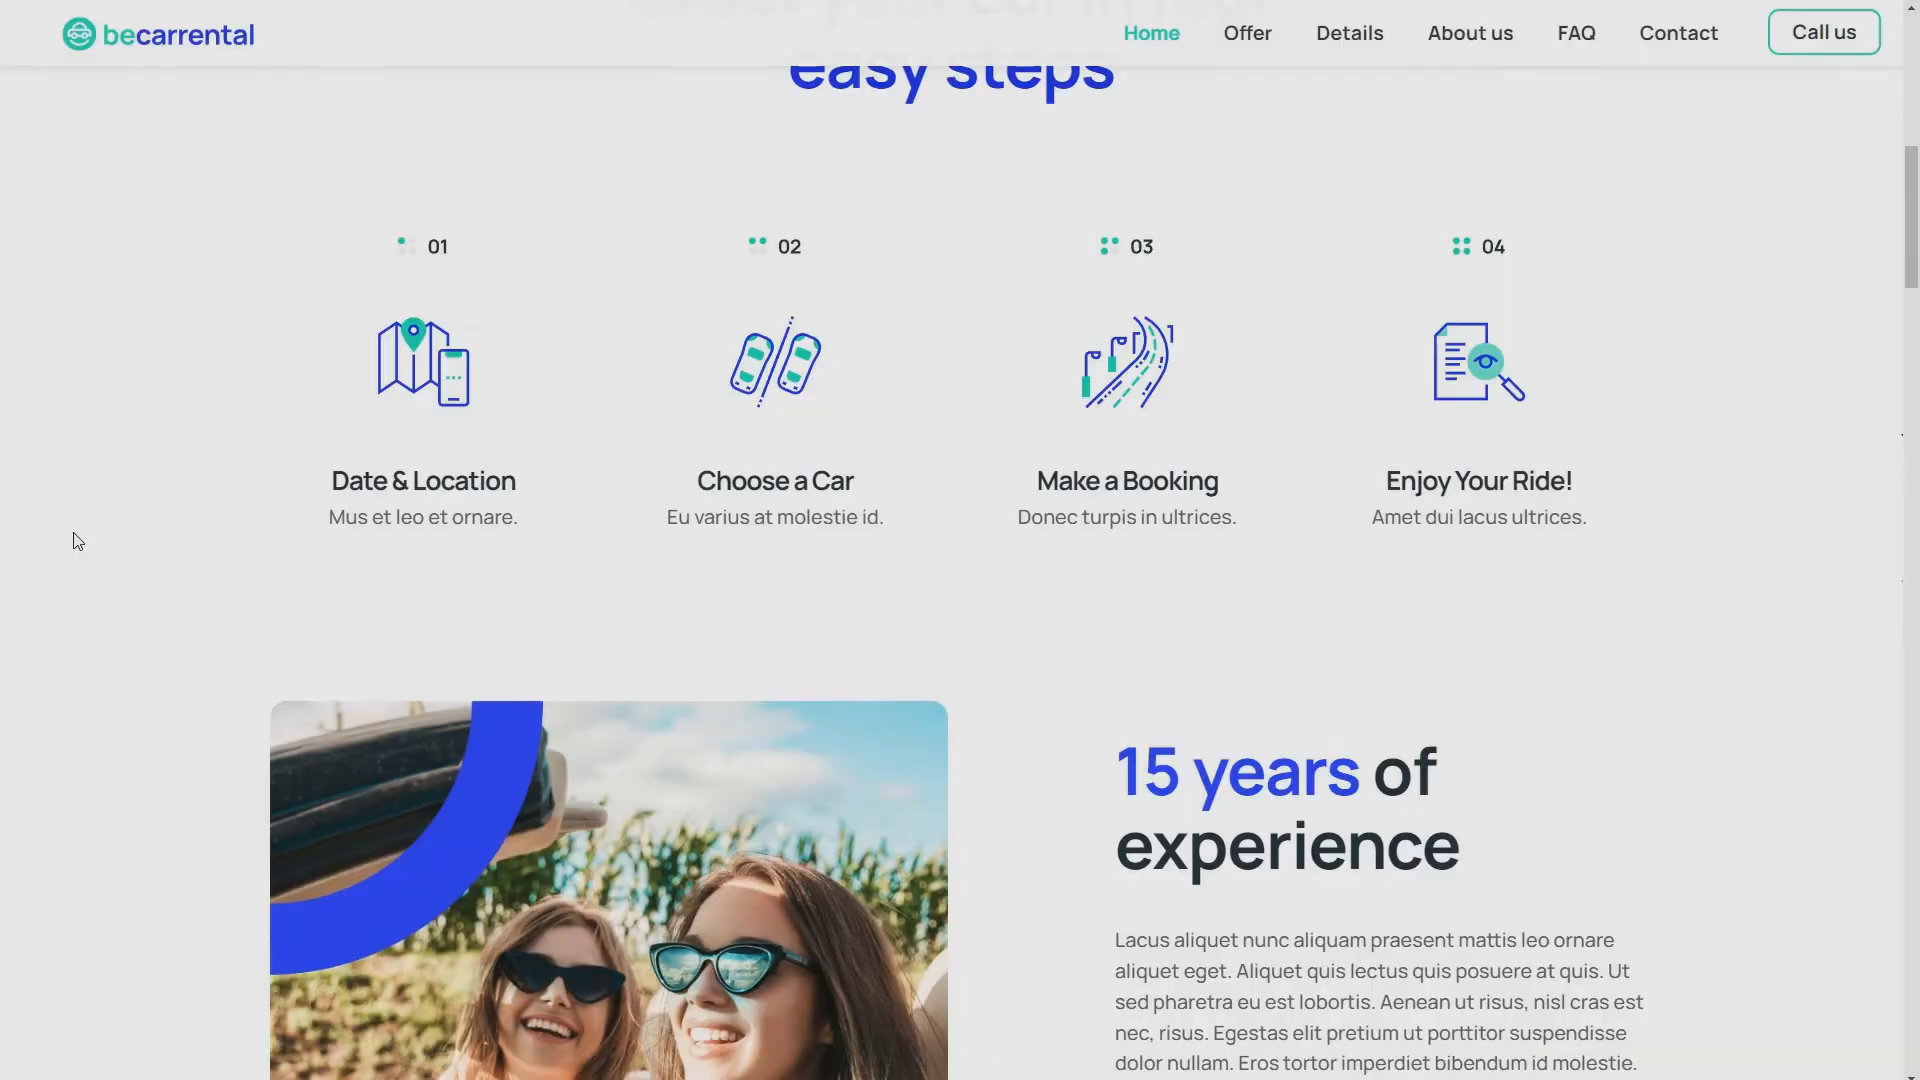 becarrental
Home Offer Details About us FAQ Contact Call us
easy steps
01
02
03
04
Date & Location
Choose a Car
Make a Booking
Enjoy Your Ride!
Mus et leo et ornare.
Eu varius at molestie id.
Donec turpis in ultrices.
Amet dui lacus ultrices.
15 years of
experience
Lacus aliquet nunc aliquam praesent mattis leo ornare
aliquet eget. Aliquet quis lectus quis posuere at quis. Ut
sed pharetra eu est lobortis. Aenean ut risus, nisl cras est
nec, risus. Egestas elit pretium ut porttitor suspendisse
dolor nullam. Eros tortor imperdiet bibendum id molestie.